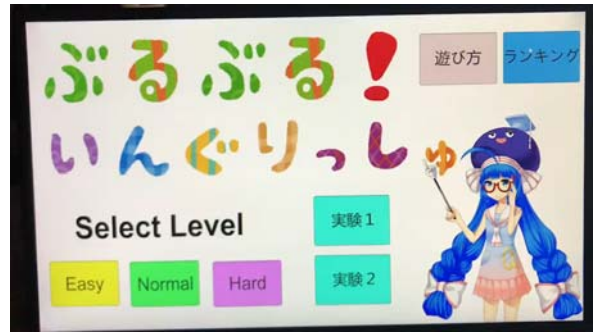 ぶるぶる!
遊び方
ランキング
いんぐりっしゅ
Select Level
実験1
Easy
Normal
Hard
実験2